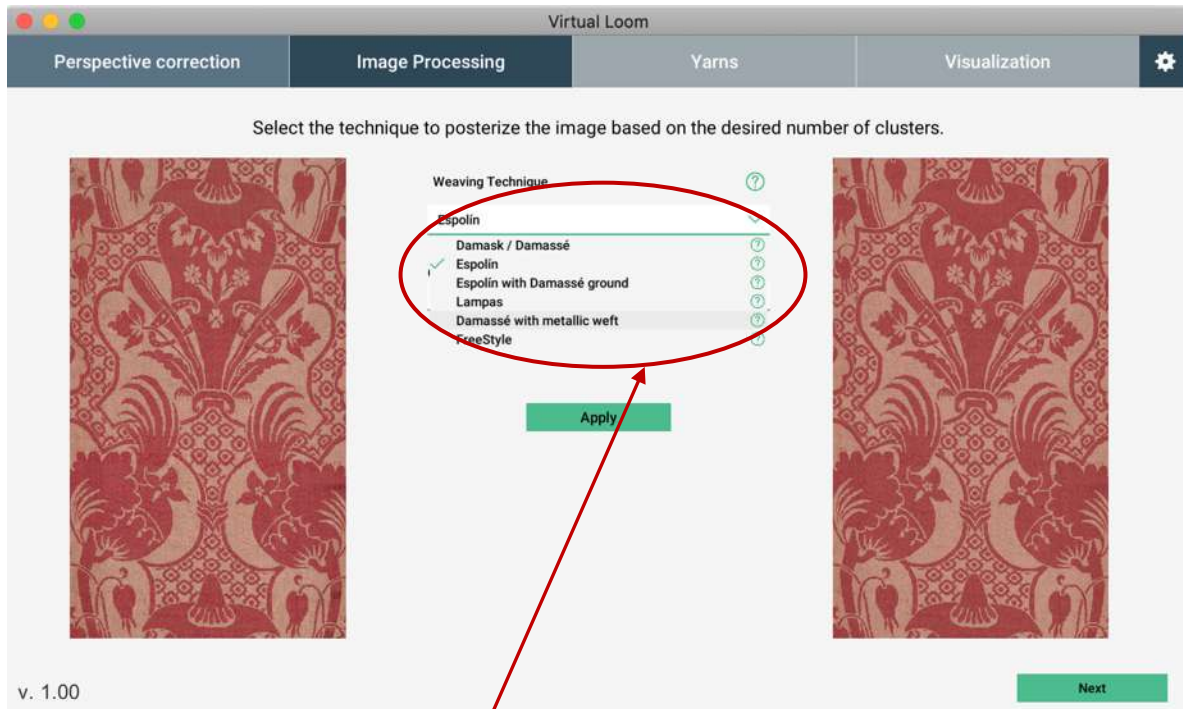 Virtual Loom
Perspective correction
Image Processing
Yarns
Visualization
Select the technique to posterize the image based on the desired number of clusters.
Weaving Technique ?
Espolín
Damask / Damassé ?
Espolín ?
Espolín with Damassé ground ?
Lampas ?
Damassé with metallic weft ?
FreeStyle ?
Apply
v. 1.00
Next